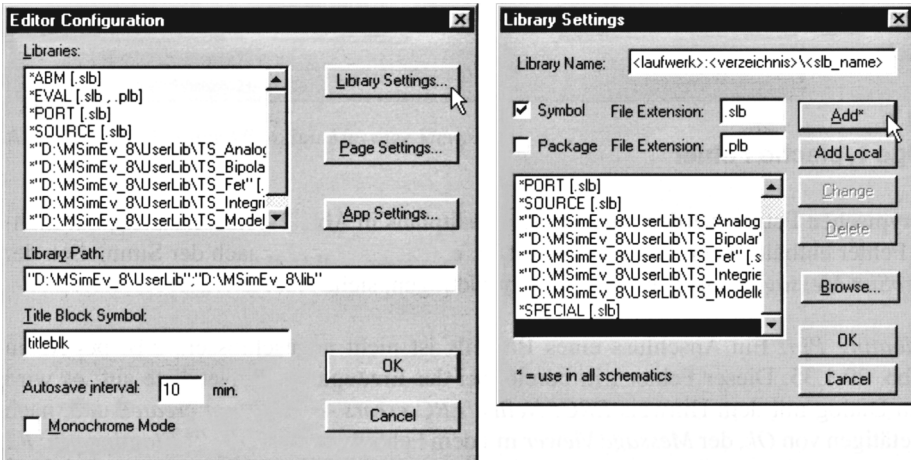 Editor Configuration
Libraries:
*ABM [.slb]
*EVAL [.slb , .plb]
*PORT [.slb]
*SOURCE [.slb]
*"D:\MSimEv_8\UserLib\TS_Analog
*"D:\MSimEv_8\UserLib\TS_Bipola
*"D:\MSimEv_8\UserLib\TS_Fet" [.
*"D:\MSimEv_8\UserLib\TS_Integri
*"D:\MSimEv_8\UserLib\TS_Model
Library Settings...
Page Settings...
App Settings...
Library Path:
"D:\MSimEv_8\UserLib";"D:\MSimEv_8\lib"
Title Block Symbol:
titleblk
Autosave interval: 10 min.
Monochrome Mode
OK
Cancel
Library Settings
Library Name: <laufwerk>:<verzeichnis>\<slb_name>
Symbol File Extension: .slb
Package File Extension: .plb
Add*
Add Local
Change
Delete
Browse...
*PORT [.slb]
*SOURCE [.slb]
*"D:\MSimEv_8\UserLib\TS_Analog
*"D:\MSimEv_8\UserLib\TS_Bipolar"
*"D:\MSimEv_8\UserLib\TS_Fet" [.s
*"D:\MSimEv_8\UserLib\TS_Integrie
*"D:\MSimEv_8\UserLib\TS_Modelle
*SPECIAL [.slb]
* = use in all schematics
OK
Cancel